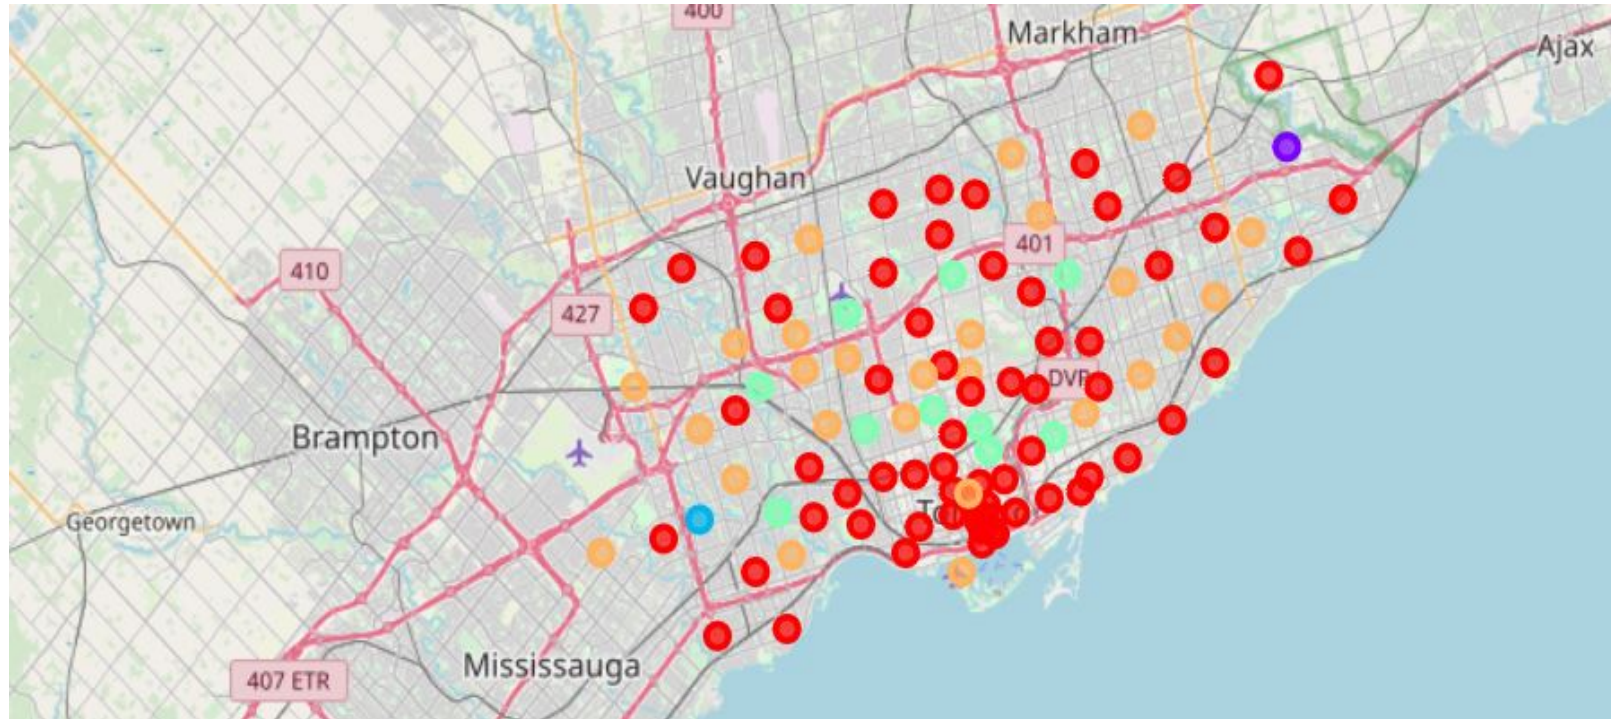 400
Markham
Ajax
Vaughan
401
410
427
DVP
Brampton
Georgetown
Mississauga
407 ETR